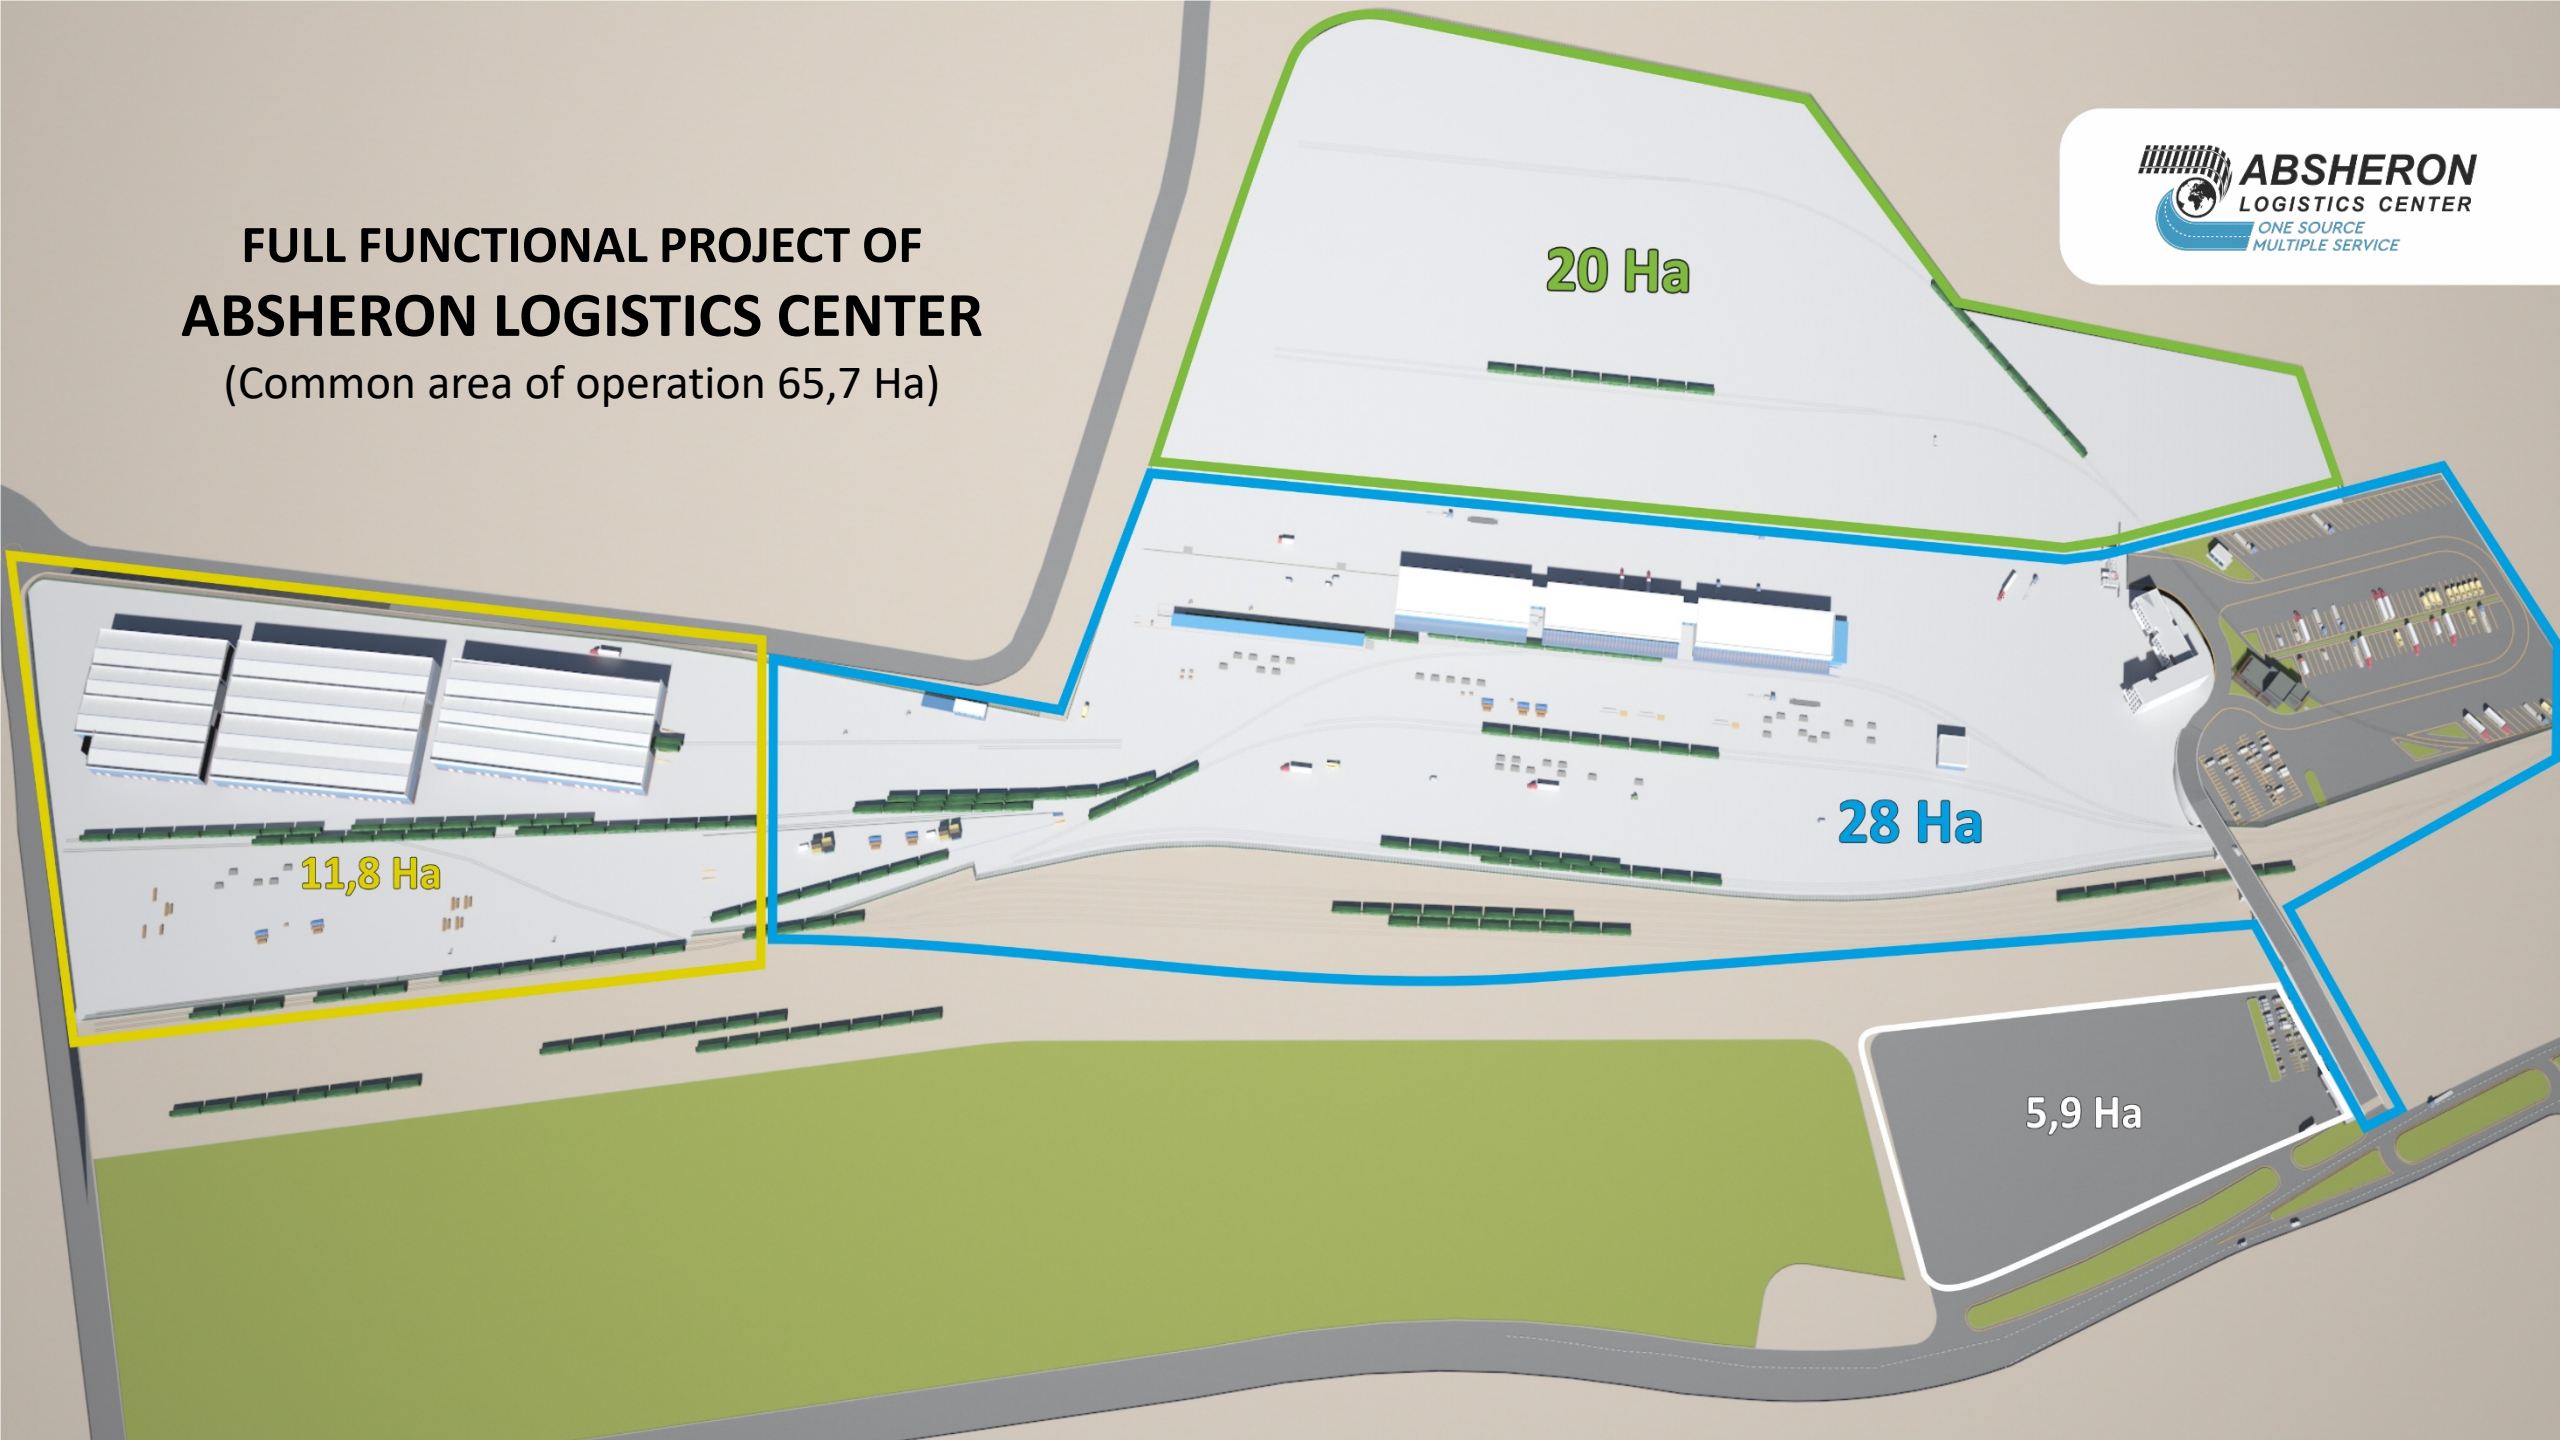 FULL FUNCTIONAL PROJECT OF
ABSHERON LOGISTICS CENTER
(Common area of operation 65,7 Ha)
ABSHERON
LOGISTICS CENTER
ONE SOURCE
MULTIPLE SERVICE
20 Ha
28 Ha
11,8 Ha
5,9 Ha